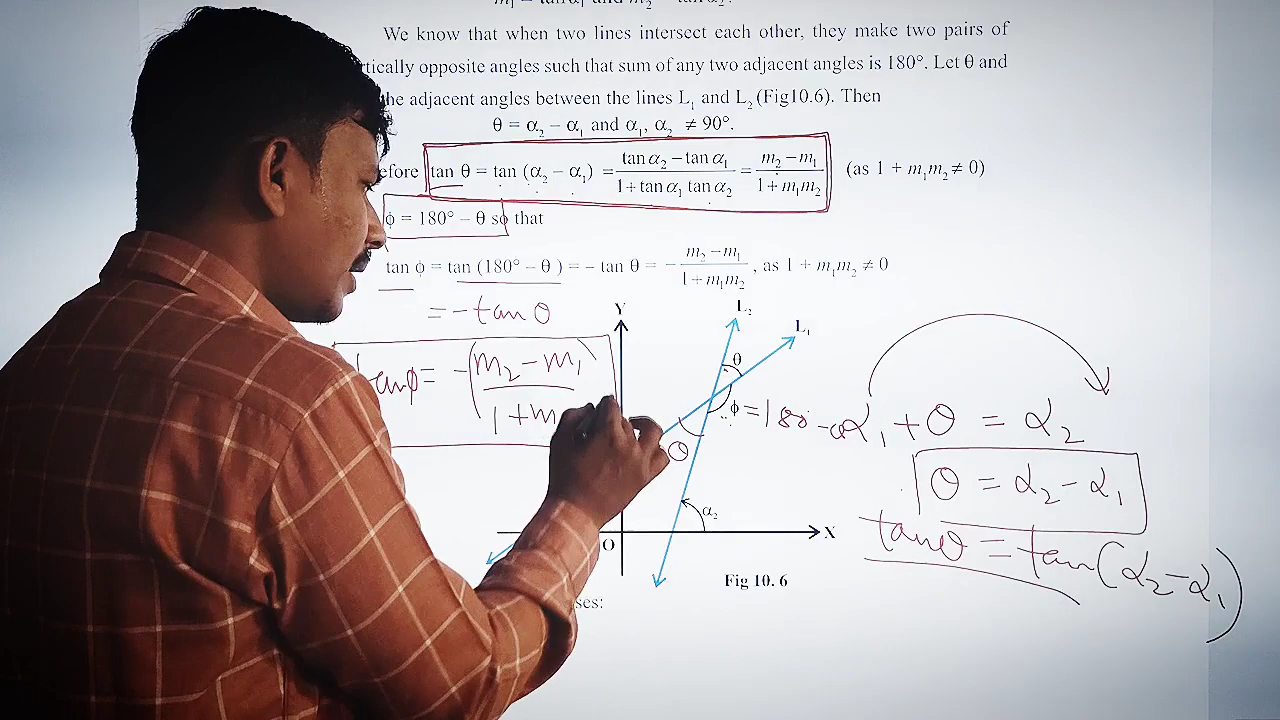 We know that when two lines intersect each other, they make two pairs of
tically opposite angles such that sum of any two adjacent angles is 180°. Let θ and
he adjacent angles between the lines L₁ and L₂ (Fig10.6). Then
θ = α₂ − α₁ and α₁, α₂ ≠ 90°.
efore tan θ = tan (α₂ − α₁) = (tan α₂ − tan α₁)/(1 + tan α₁ tan α₂) = (m₂ − m₁)/(1 + m₁m₂) (as 1 + m₁m₂ ≠ 0)
ϕ = 180° − θ so that
tan ϕ = tan (180° − θ ) = − tan θ = − (m₂ − m₁)/(1 + m₁m₂), as 1 + m₁m₂ ≠ 0
= −tan θ
Y
L₂
L₁
θ
anϕ = −(m₂ − m₁
1 + m
ϕ = 180 − θ
α₁ + θ = α₂
θ
θ = α₂ − α₁
α₂
O
X
tanθ = tan(α₂ − α₁)
Fig 10. 6
ses: